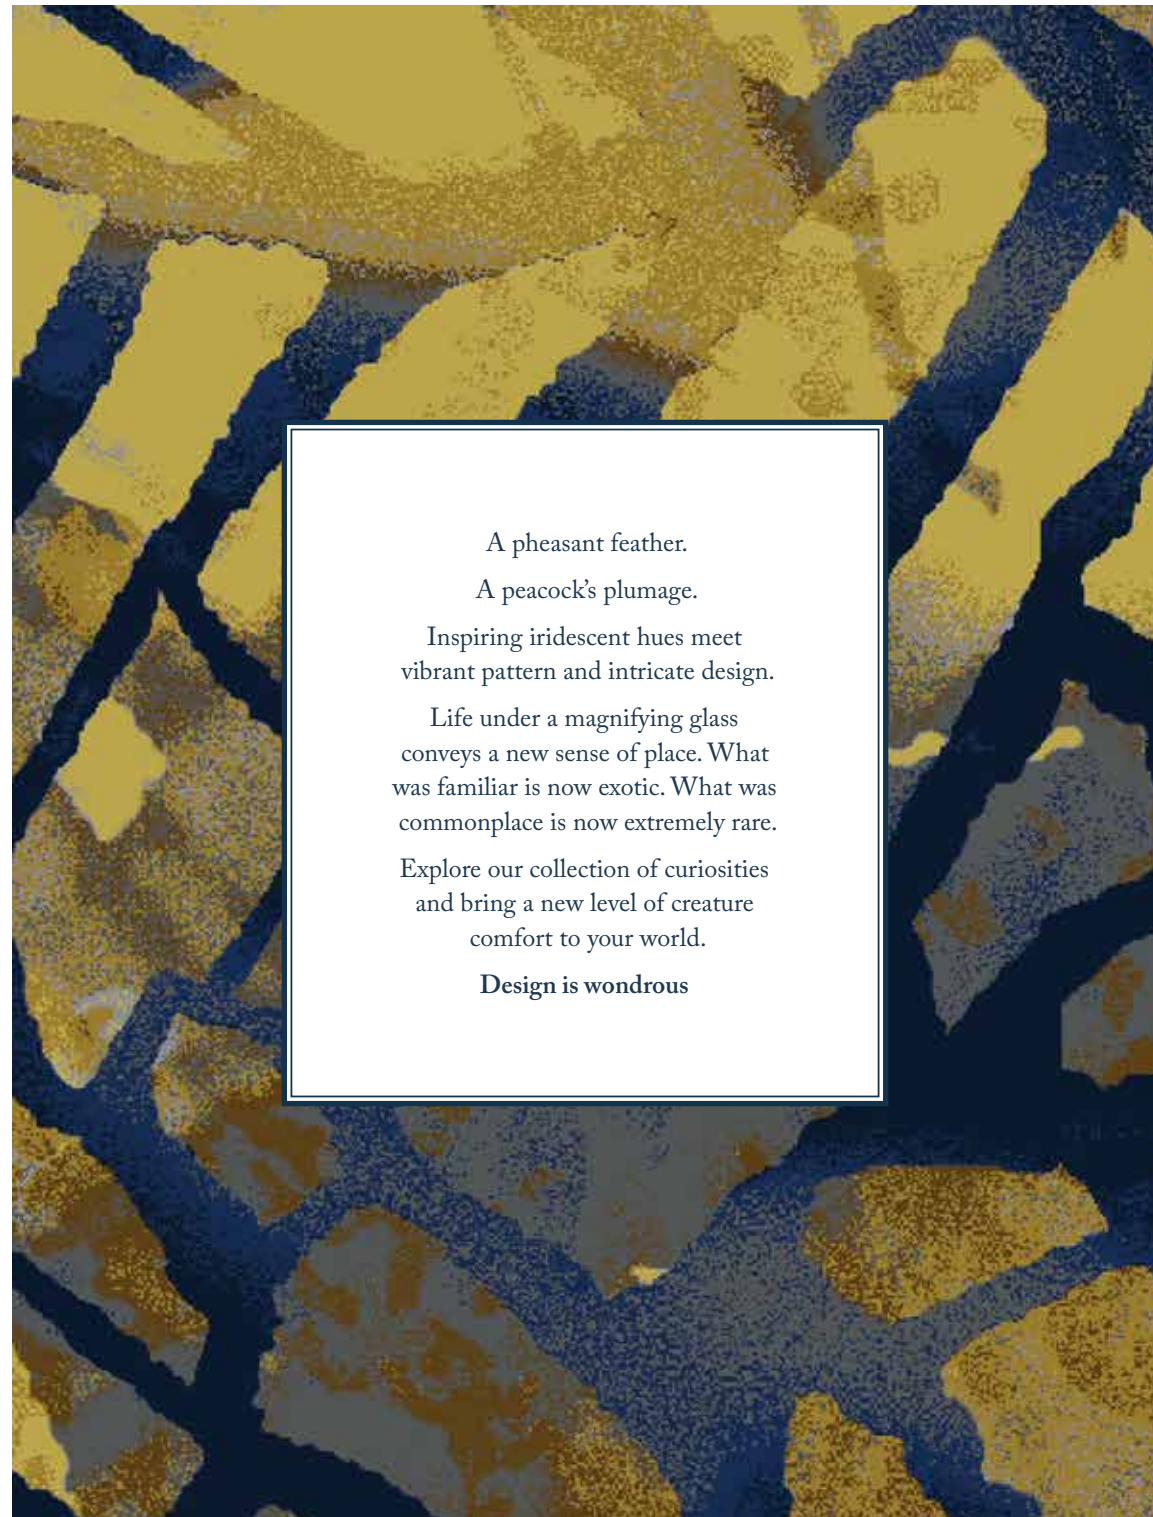 A pheasant feather.
A peacock’s plumage.
Inspiring iridescent hues meet
vibrant pattern and intricate design.
Life under a magnifying glass
conveys a new sense of place. What
was familiar is now exotic. What was
commonplace is now extremely rare.
Explore our collection of curiosities
and bring a new level of creature
comfort to your world.
Design is wondrous